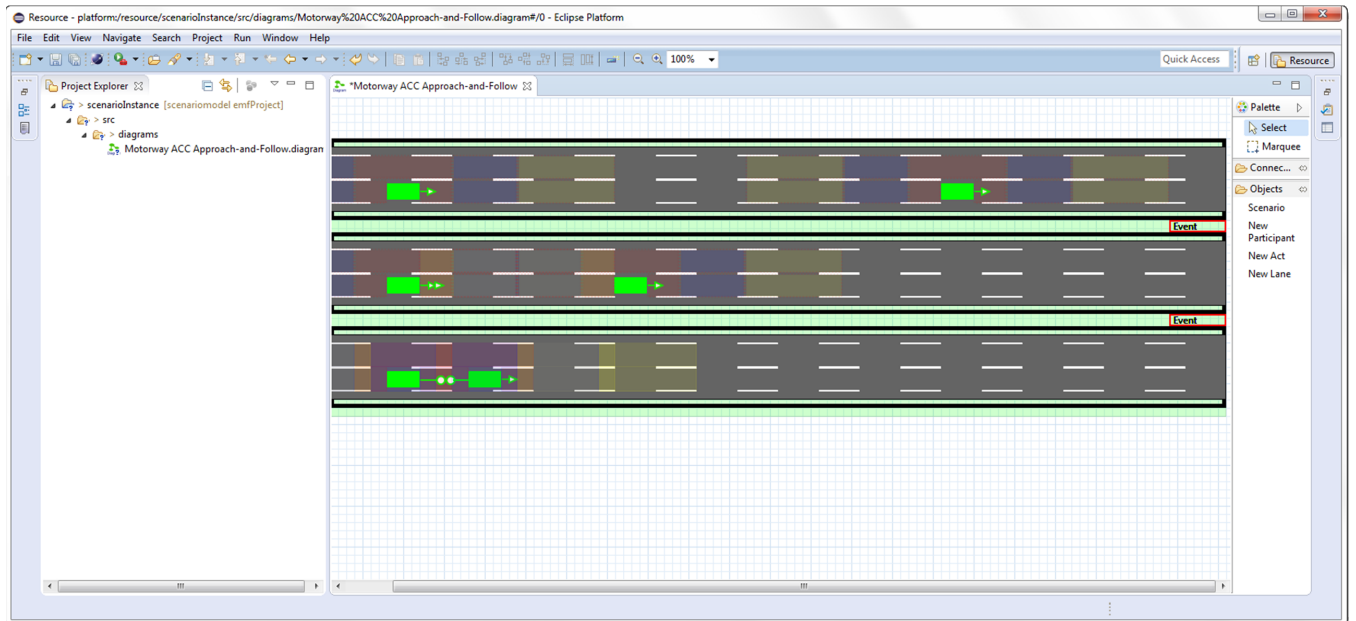 Resource - platform:/resource/scenarioInstance/src/diagrams/Motorway%20ACC%20Approach-and-Follow.diagram#/0 - Eclipse Platform
File Edit View Navigate Search Project Run Window Help
100% Quick Access Resource
Project Explorer
*Motorway ACC Approach-and-Follow
> scenarioInstance [scenariomodel emfProject]
> src
> diagrams
Motorway ACC Approach-and-Follow.diagran
Event
Event
Palette
Select
Marquee
Connec...
Objects
Scenario
New
Participant
New Act
New Lane